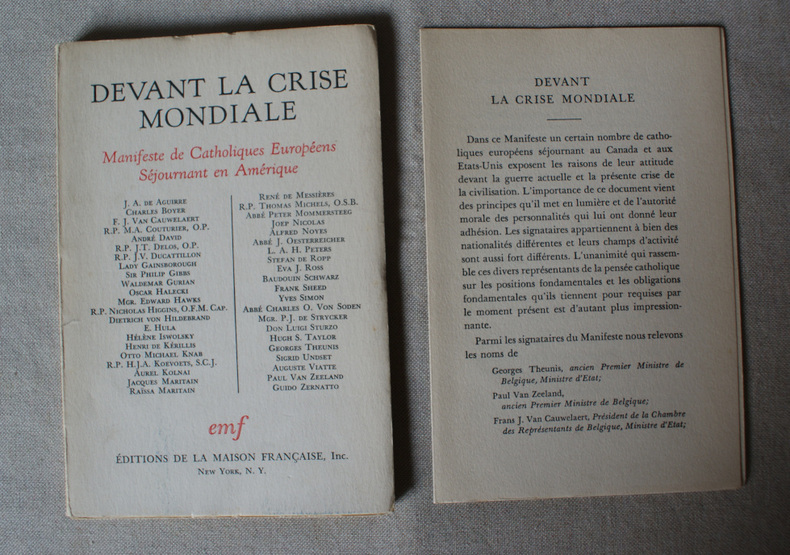 DEVANT LA CRISE
MONDIALE
Manifeste de Catholiques Européens
Séjournant en Amérique
J. A. DE AGUIRRE
CHARLES BOYER
F. J. VAN CAUWELAERT
R.P. M.A. COUTURIER, O.P.
ANDRÉ DAVID
R.P. J.T. DELOS, O.P.
R.P. J.V. DUCATTILLON
LADY GAINSBOROUGH
SIR PHILIP GIBBS
WALDEMAR GURIAN
OSCAR HALECKI
MGR. EDWARD HAWKS
R.P. NICHOLAS HIGGINS, O.F.M. CAP.
DIETRICH VON HILDEBRAND
E. HULA
HÉLÈNE ISWOLSKY
HENRI DE KÉRILLIS
OTTO MICHAEL KNAB
R.P. H.J.A. KOEVOETS, S.C.J.
AUREL KOLNAI
JACQUES MARITAIN
RAÏSSA MARITAIN
RENÉ DE MESSIÈRES
R.P. THOMAS MICHELS, O.S.B.
ABBÉ PETER MOMMERSTEEG
JOEP NICOLAS
ALFRED NOYES
ABBÉ J. OESTERREICHER
L. A. H. PETERS
STEFAN DE ROPP
EVA J. ROSS
BAUDOUIN SCHWARZ
FRANK SHEED
YVES SIMON
ABBÉ CHARLES O. VON SODEN
MGR. P.J. DE STRYCKER
DON LUIGI STURZO
HUGH S. TAYLOR
GEORGES THEUNIS
SIGRID UNDSET
AUGUSTE VIATTE
PAUL VAN ZEELAND
GUIDO ZERNATTO
emf
ÉDITIONS DE LA MAISON FRANÇAISE, Inc.
NEW YORK, N. Y.
DEVANT
LA CRISE MONDIALE
Dans ce Manifeste un certain nombre de catho-
liques européens séjournant au Canada et aux
Etats-Unis exposent les raisons de leur attitude
devant la guerre actuelle et la présente crise de
la civilisation. L'importance de ce document vient
des principes qu'il met en lumière et de l'autorité
morale des personnalités qui lui ont donné leur
adhésion. Les signataires appartiennent à bien des
nationalités différentes et leurs champs d'activité
sont aussi fort différents. L'unanimité qui rassem-
ble ces divers représentants de la pensée catholique
sur les positions fondamentales et les obligations
fondamentales qu'ils tiennent pour requises par
le moment présent est d'autant plus impression-
nante.
Parmi les signataires du Manifeste nous relevons
les noms de
Georges Theunis, ancien Premier Ministre de
Belgique, Ministre d'Etat;
Paul Van Zeeland,
ancien Premier Ministre de Belgique;
Frans J. Van Cauwelaert, Président de la Chambre
des Représentants de Belgique, Ministre d'Etat;